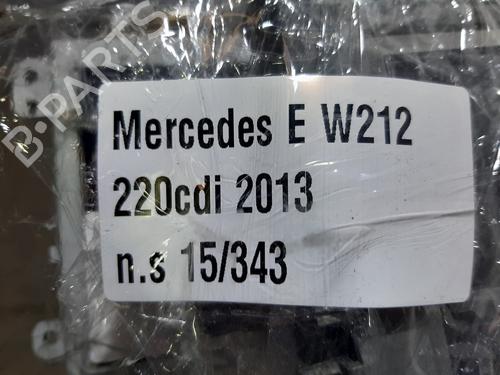 B-PARTS
Mercedes E W212
220cdi 2013
n.s 15/343